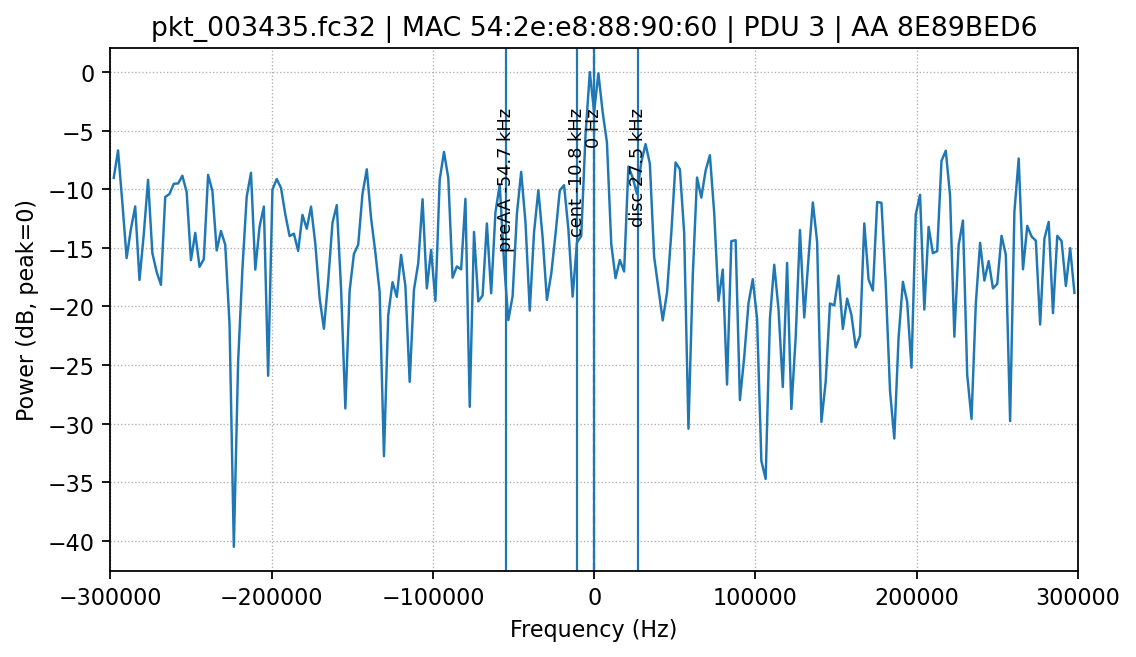 pkt_003435.fc32 | MAC 54:2e:e8:88:90:60 | PDU 3 | AA 8E89BED6
Power (dB, peak=0)
0
−5
−10
−15
−20
−25
−30
−35
−40
preAA -54.7 kHz
cent -10.8 kHz
0 Hz
disc 27.5 kHz
−300000
−200000
−100000
0
100000
200000
300000
Frequency (Hz)